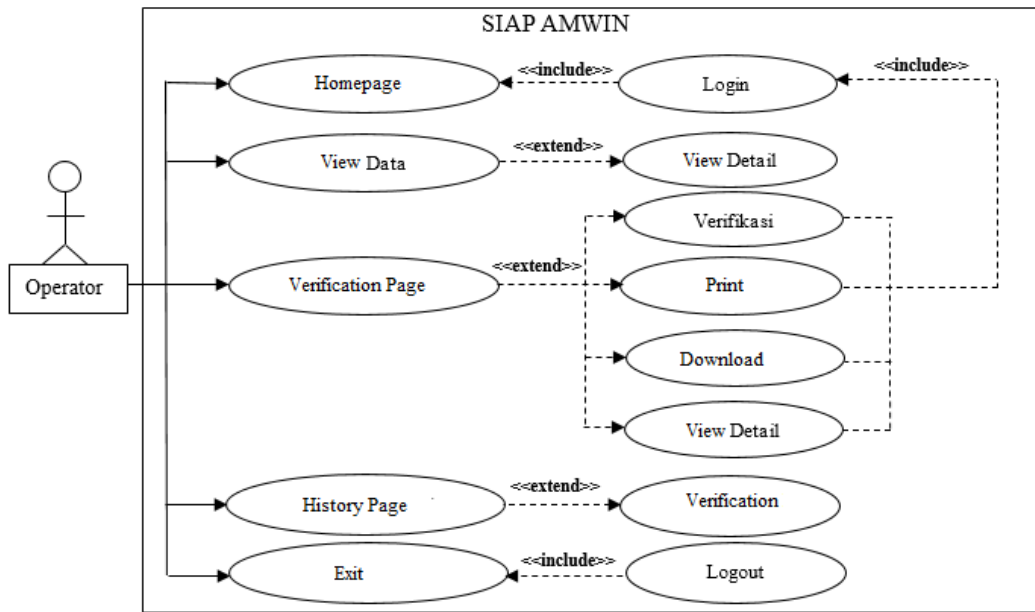 SIAP AMWIN
Homepage
<<include>>
Login
<<include>>
View Data
<<extend>>
View Detail
Verifikasi
Operator
Verification Page
<<extend>>
Print
Download
View Detail
History Page
<<extend>>
Verification
Exit
<<include>>
Logout